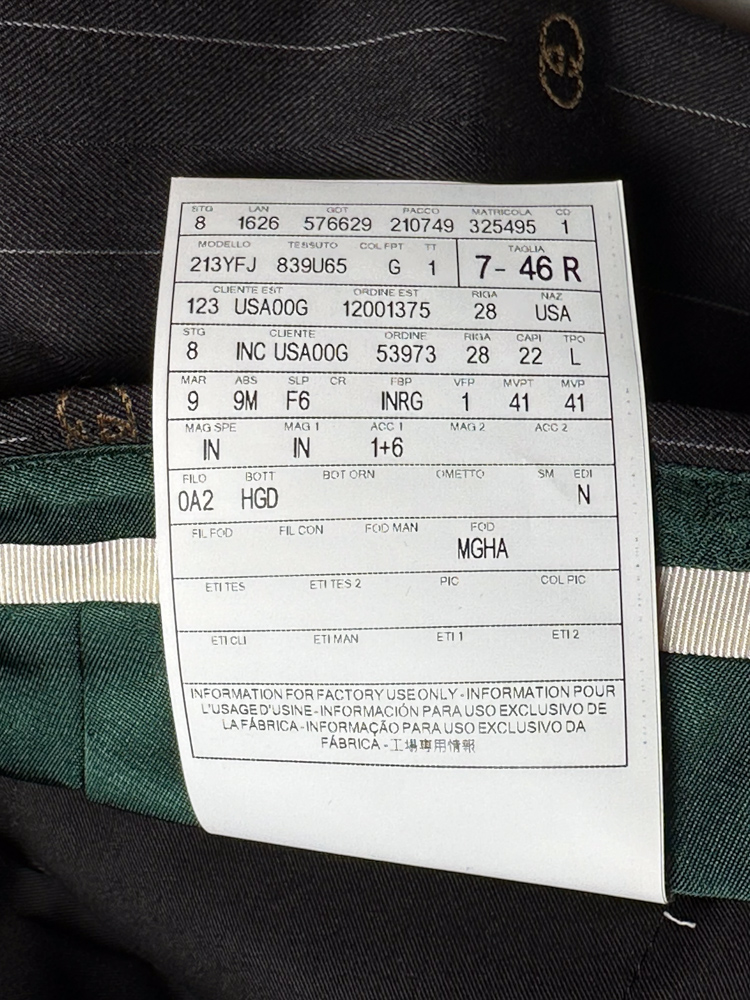 STG LAN GOT PACCO MATRICOLA CD
8 1626 576629 210749 325495 1
MODELLO TESSUTO COL FPT TT TAGLIA
213YFJ 839U65 G 1 7- 46 R
CLIENTE EST ORDINE EST RIGA NAZ
123 USA00G 12001375 28 USA
STG CLIENTE ORDINE RIGA CAPI TPO
8 INC USA00G 53973 28 22 L
MAR ABS SLP CR FBP VFP MVPT MVP
9 9M F6 INRG 1 41 41
MAG SPE MAG 1 ACC 1 MAG 2 ACC 2
IN IN 1+6
FILO BOTT BOT ORN OMETTO SM EDI
0A2 HGD N
FIL FOD FIL CON FOD MAN FOD
MGHA
ETI TES ETI TES 2 PIC COL PIC
ETI CLI ETI MAN ETI 1 ETI 2
INFORMATION FOR FACTORY USE ONLY - INFORMATION POUR
L'USAGE D'USINE - INFORMACIÓN PARA USO EXCLUSIVO DE
LA FÁBRICA - INFORMAÇÃO PARA USO EXCLUSIVO DA
FÁBRICA - 工場専用情報